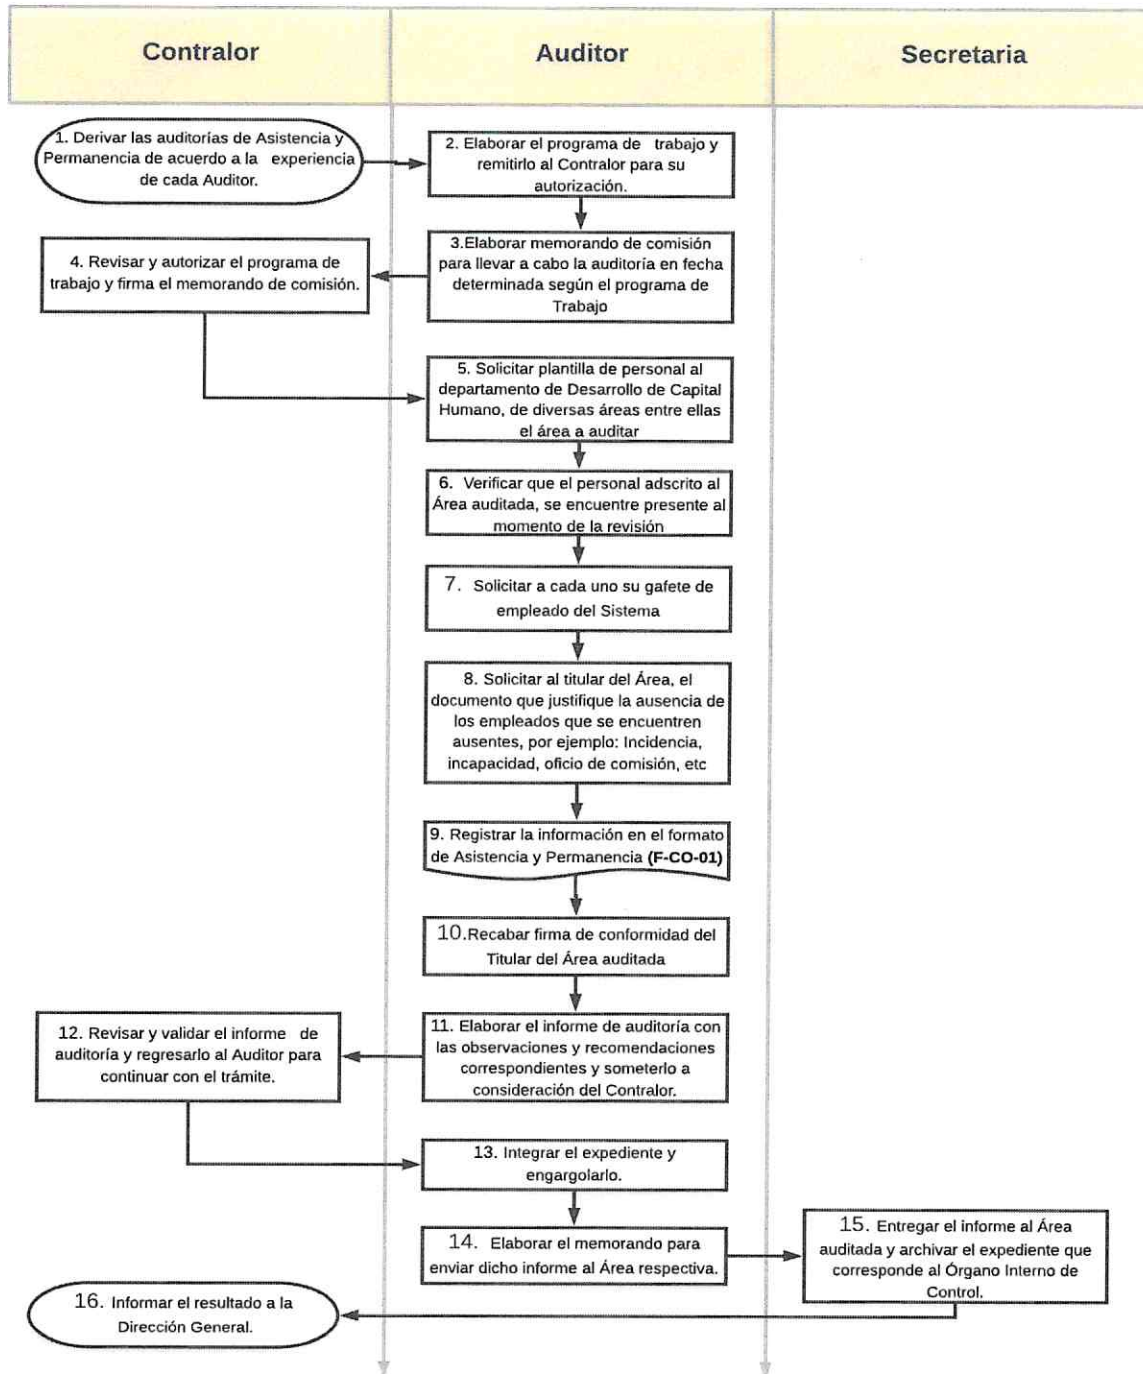 Contralor
Auditor
Secretaria
1. Derivar las auditorías de Asistencia y
Permanencia de acuerdo a la experiencia
de cada Auditor.
2. Elaborar el programa de trabajo y
remitirlo al Contralor para su
autorización.
3.Elaborar memorando de comisión
para llevar a cabo la auditoría en fecha
determinada según el programa de
Trabajo
4. Revisar y autorizar el programa de
trabajo y firma el memorando de comisión.
5. Solicitar plantilla de personal al
departamento de Desarrollo de Capital
Humano, de diversas áreas entre ellas
el área a auditar
6. Verificar que el personal adscrito al
Área auditada, se encuentre presente al
momento de la revisión
7. Solicitar a cada uno su gafete de
empleado del Sistema
8. Solicitar al titular del Área, el
documento que justifique la ausencia de
los empleados que se encuentren
ausentes, por ejemplo: Incidencia,
incapacidad, oficio de comisión, etc
9. Registrar la información en el formato
de Asistencia y Permanencia (F-CO-01)
10.Recabar firma de conformidad del
Titular del Área auditada
11. Elaborar el informe de auditoría con
las observaciones y recomendaciones
correspondientes y someterlo a
consideración del Contralor.
12. Revisar y validar el informe de
auditoría y regresarlo al Auditor para
continuar con el trámite.
13. Integrar el expediente y
engargolarlo.
14. Elaborar el memorando para
enviar dicho informe al Área respectiva.
15. Entregar el informe al Área
auditada y archivar el expediente que
corresponde al Órgano Interno de
Control.
16. Informar el resultado a la
Dirección General.